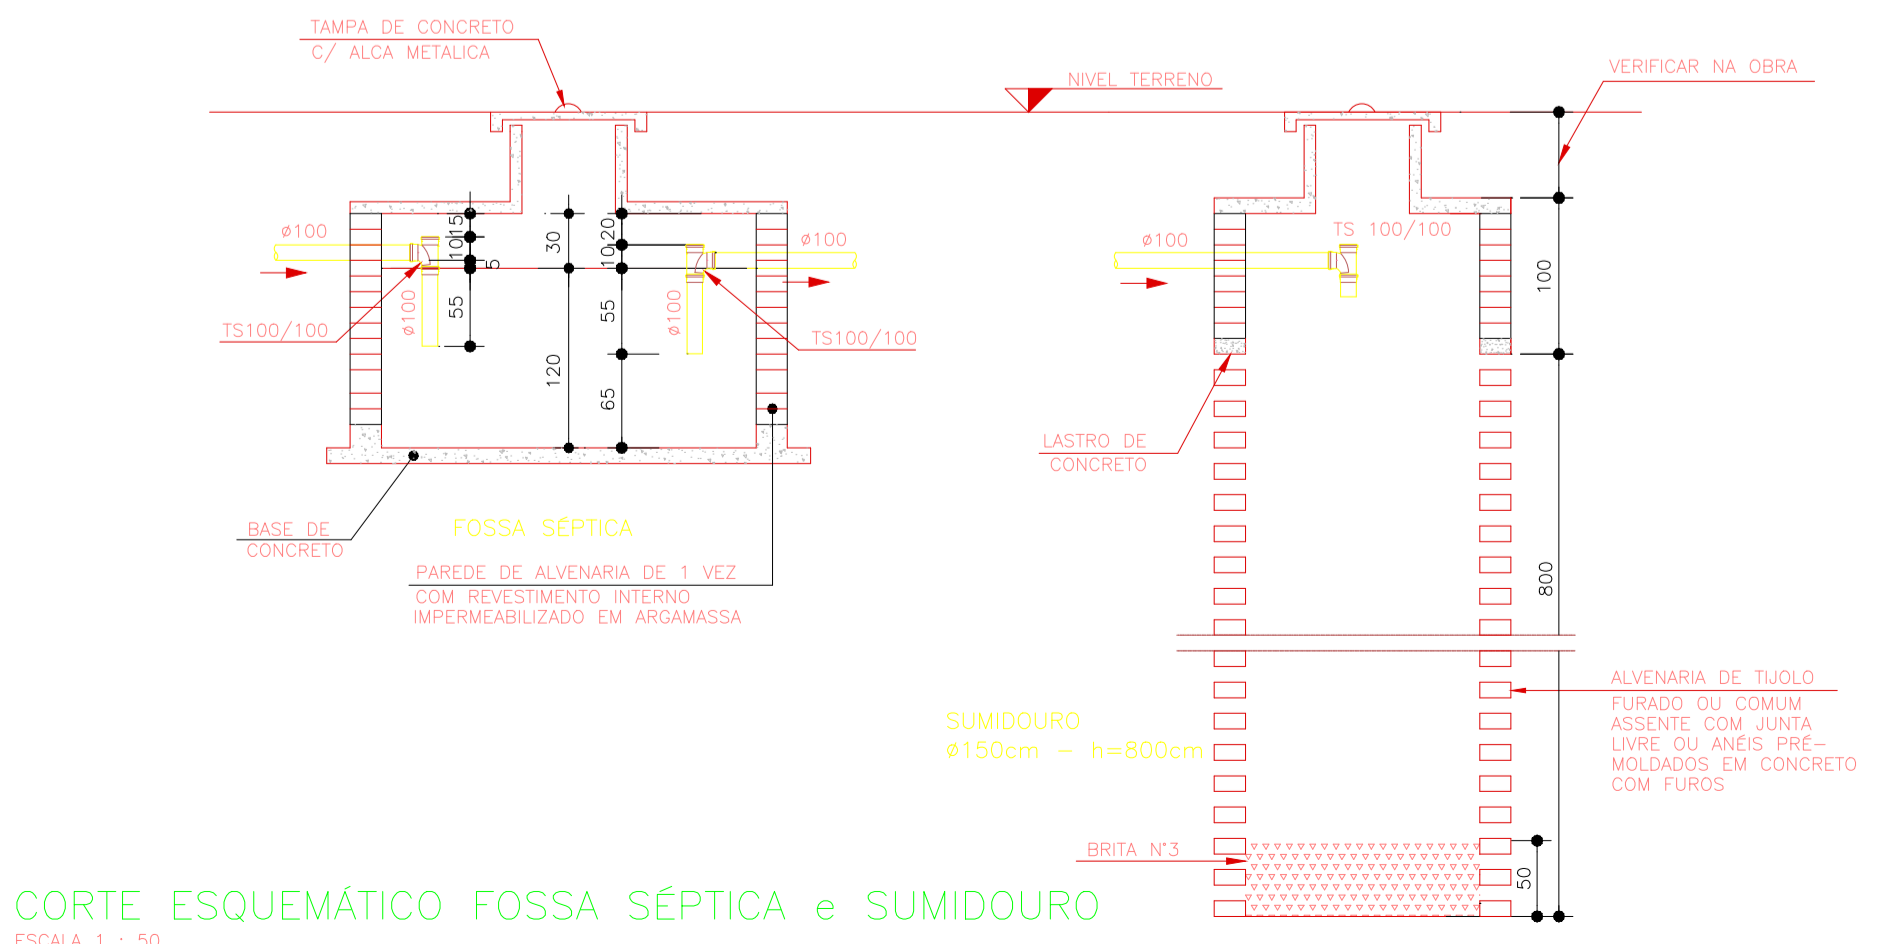 TAMPA DE CONCRETO
C/ ALCA METALICA
NIVEL TERRENO
VERIFICAR NA OBRA
ø100
15
10
5
55
30
120
20
10
55
65
ø100
ø100
ø100
TS100/100
TS100/100
ø100
TS 100/100
100
800
50
LASTRO DE
CONCRETO
BASE DE
CONCRETO
FOSSA SÉPTICA
PAREDE DE ALVENARIA DE 1 VEZ
COM REVESTIMENTO INTERNO
IMPERMEABILIZADO EM ARGAMASSA
SUMIDOURO
ø150cm – h=800cm
ALVENARIA DE TIJOLO
FURADO OU COMUM
ASSENTE COM JUNTA
LIVRE OU ANÉIS PRÉ-
MOLDADOS EM CONCRETO
COM FUROS
BRITA N°3
CORTE ESQUEMÁTICO FOSSA SÉPTICA e SUMIDOURO
ESCALA 1 : 50